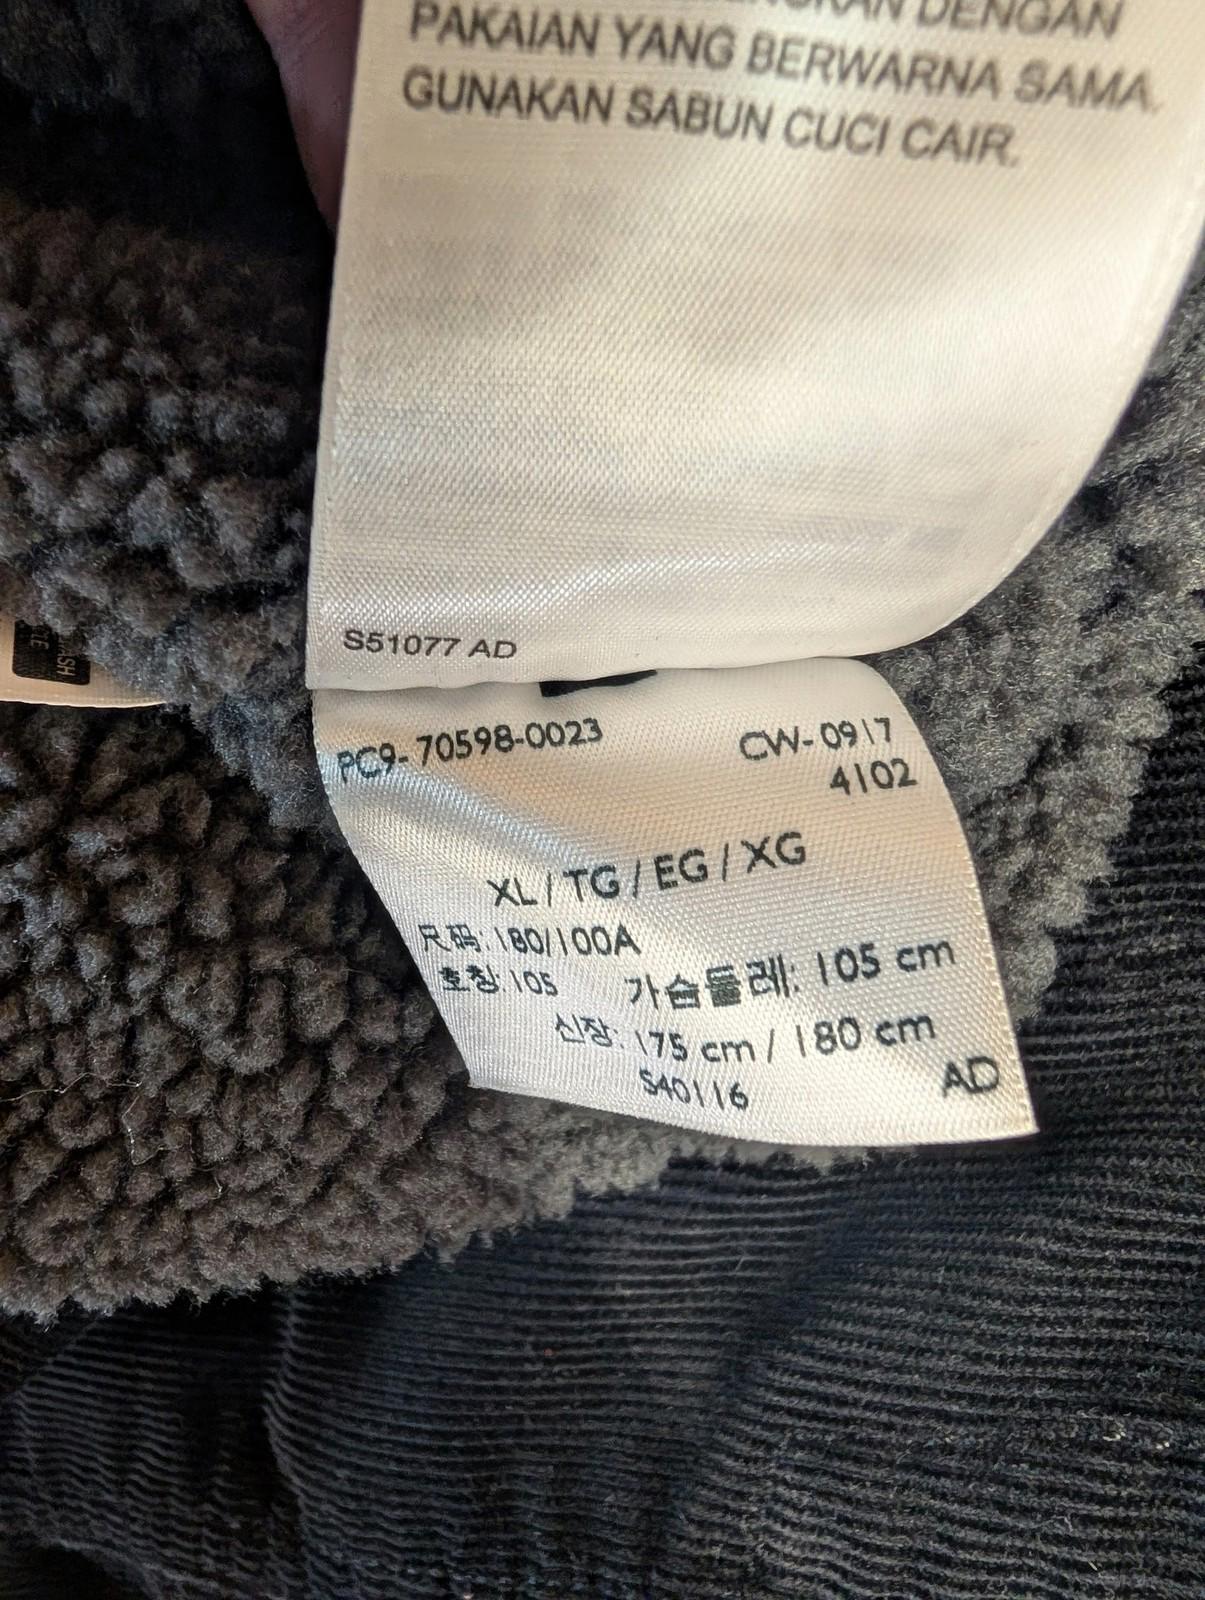 DENGAN
PAKAIAN YANG BERWARNA SAMA.
GUNAKAN SABUN CUCI CAIR.
S51077 AD
PC9-70598-0023
CW-0917
4102
XL / TG / EG / XG
尺码: 180/100A
호칭: 105 가슴둘레: 105 cm
신장: 175 cm / 180 cm
S40116
AD